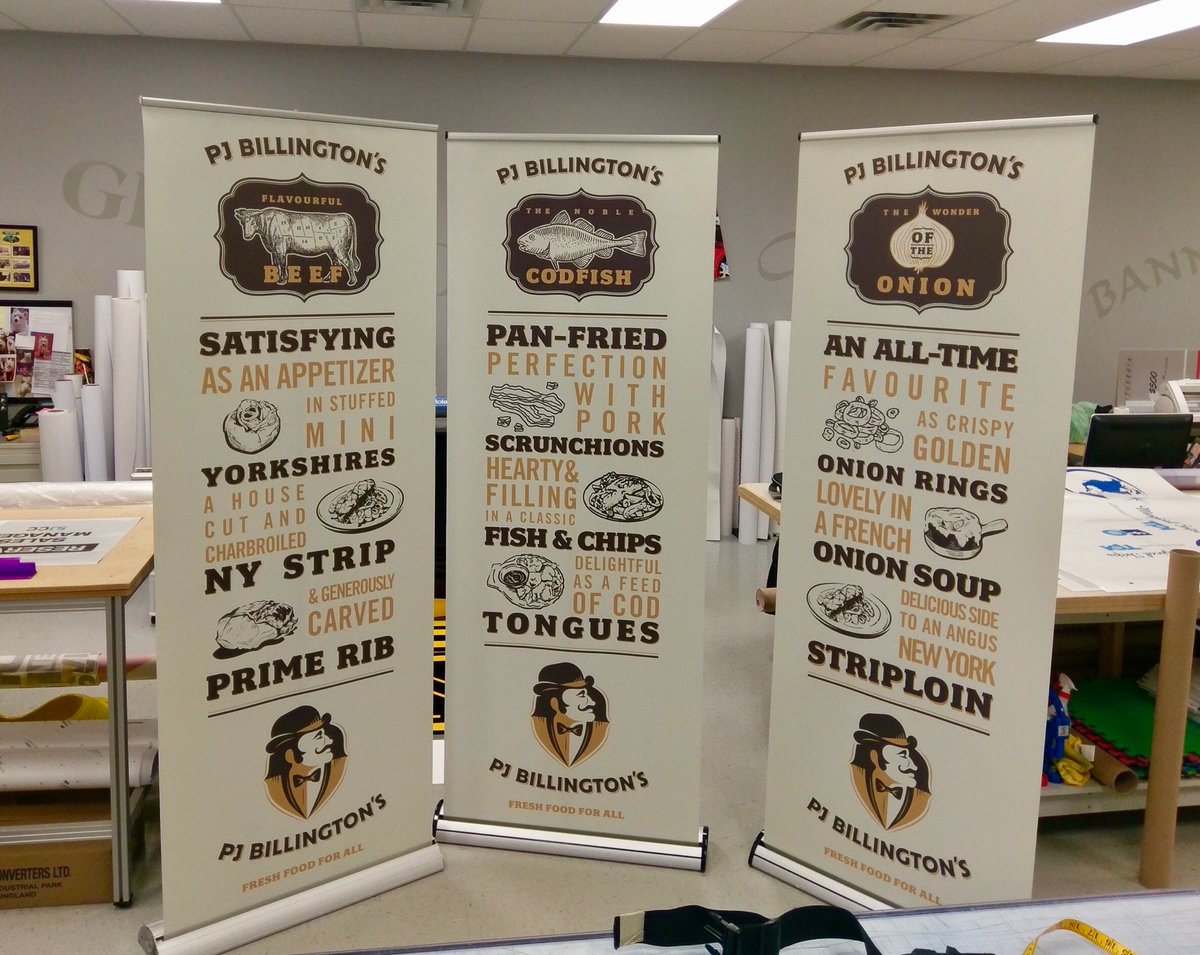 PJ BILLINGTON'S
FLAVOURFUL
BEEF
SATISFYING
AS AN APPETIZER
IN STUFFED
MINI
YORKSHIRES
A HOUSE
CUT AND
CHARBROILED
NY STRIP
& GENEROUSLY
CARVED
PRIME RIB
PJ BILLINGTON'S
FRESH FOOD FOR ALL
PJ BILLINGTON'S
THE NOBLE
CODFISH
PAN-FRIED
PERFECTION
WITH
PORK
SCRUNCHIONS
HEARTY &
FILLING
IN A CLASSIC
FISH & CHIPS
DELIGHTFUL
AS A FEED
OF COD
TONGUES
PJ BILLINGTON'S
FRESH FOOD FOR ALL
PJ BILLINGTON'S
THE WONDER
OF
THE
ONION
AN ALL-TIME
FAVOURITE
AS CRISPY
GOLDEN
ONION RINGS
LOVELY IN
A FRENCH
ONION SOUP
DELICIOUS SIDE
TO AN ANGUS
NEW YORK
STRIPLOIN
PJ BILLINGTON'S
FRESH FOOD FOR ALL
BANN
$500
NVERTERS LTD.